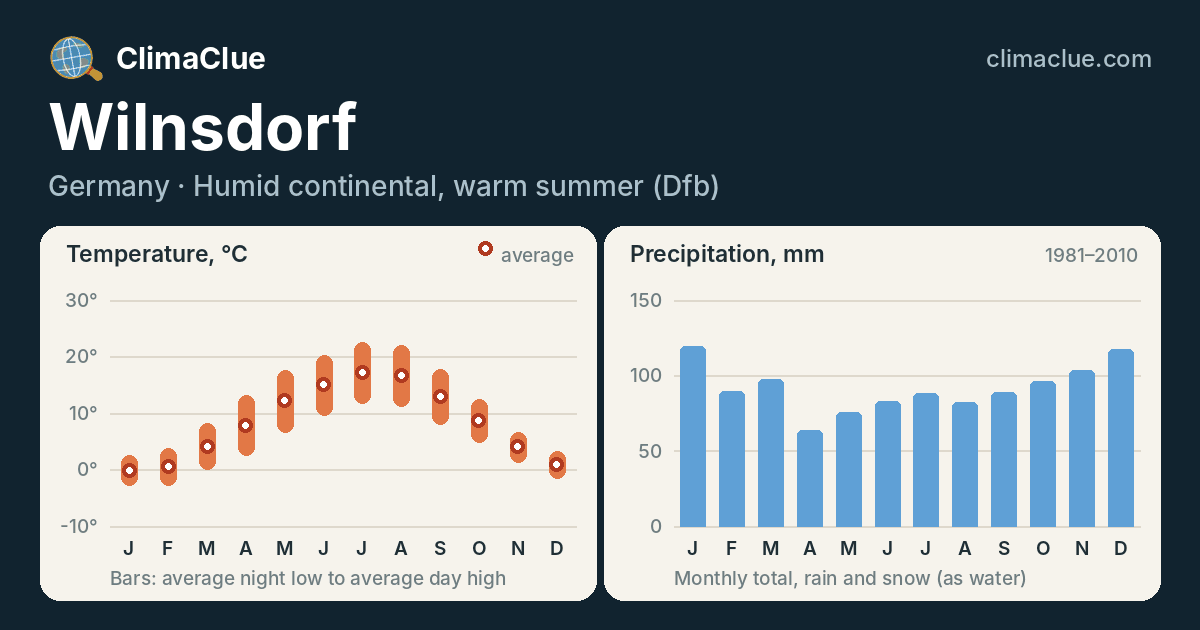 ClimaClue
climaclue.com
Wilnsdorf
Germany · Humid continental, warm summer (Dfb)
Temperature, °C
average
30°
20°
10°
0°
-10°
J F M A M J J A S O N D
Bars: average night low to average day high
Precipitation, mm
1981–2010
150
100
50
0
J F M A M J J A S O N D
Monthly total, rain and snow (as water)